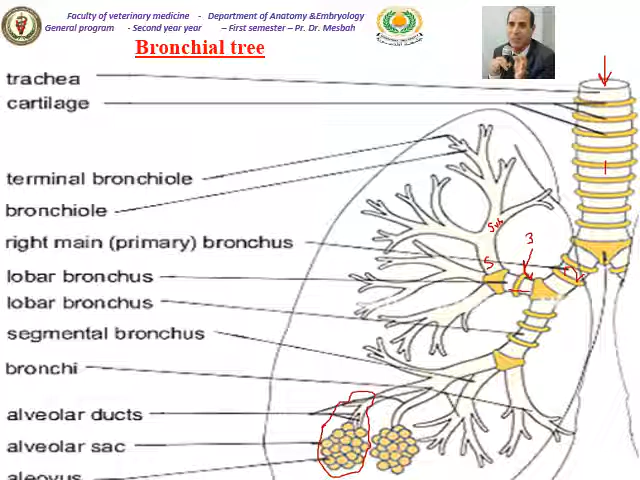 Faculty of veterinary medicine - Department of Anatomy &Embryology
General program - Second year year - First semester – Pr. Dr. Mesbah
Bronchial tree
trachea
cartilage
terminal bronchiole
bronchiole
right main (primary) bronchus
lobar bronchus
lobar bronchus
segmental bronchus
bronchi
alveolar ducts
alveolar sac
aleovus
1
3
S
Sub